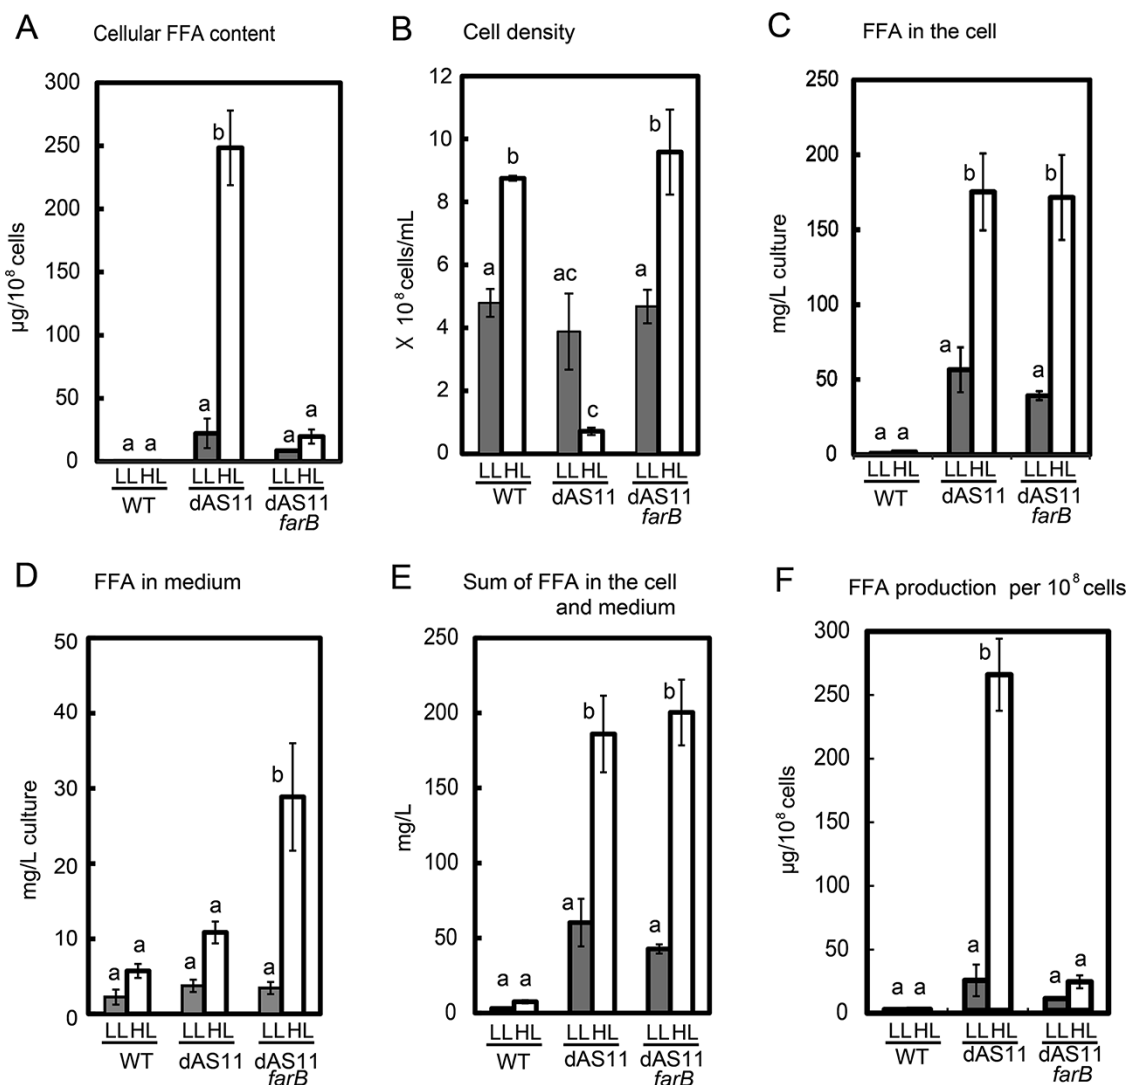 A Cellular FFA content
300
250
200
150
100
50
0
µg/10⁸ cells
a a a b a a
LL HL LL HL LL HL
WT dAS11 dAS11
farB
B Cell density
12
10
8
6
4
2
0
X 10⁸ cells/mL
a b ac c a b
LL HL LL HL LL HL
WT dAS11 dAS11
farB
C FFA in the cell
250
200
150
100
50
0
mg/L culture
a a a b a b
LL HL LL HL LL HL
WT dAS11 dAS11
farB
D FFA in medium
50
40
30
20
10
0
mg/L culture
a a a a a b
LL HL LL HL LL HL
WT dAS11 dAS11
farB
E Sum of FFA in the cell
and medium
250
200
150
100
50
0
mg/L
a a a b a b
LL HL LL HL LL HL
WT dAS11 dAS11
farB
F FFA production per 10⁸ cells
300
250
200
150
100
50
0
µg/10⁸ cells
a a a b a a
LL HL LL HL LL HL
WT dAS11 dAS11
farB